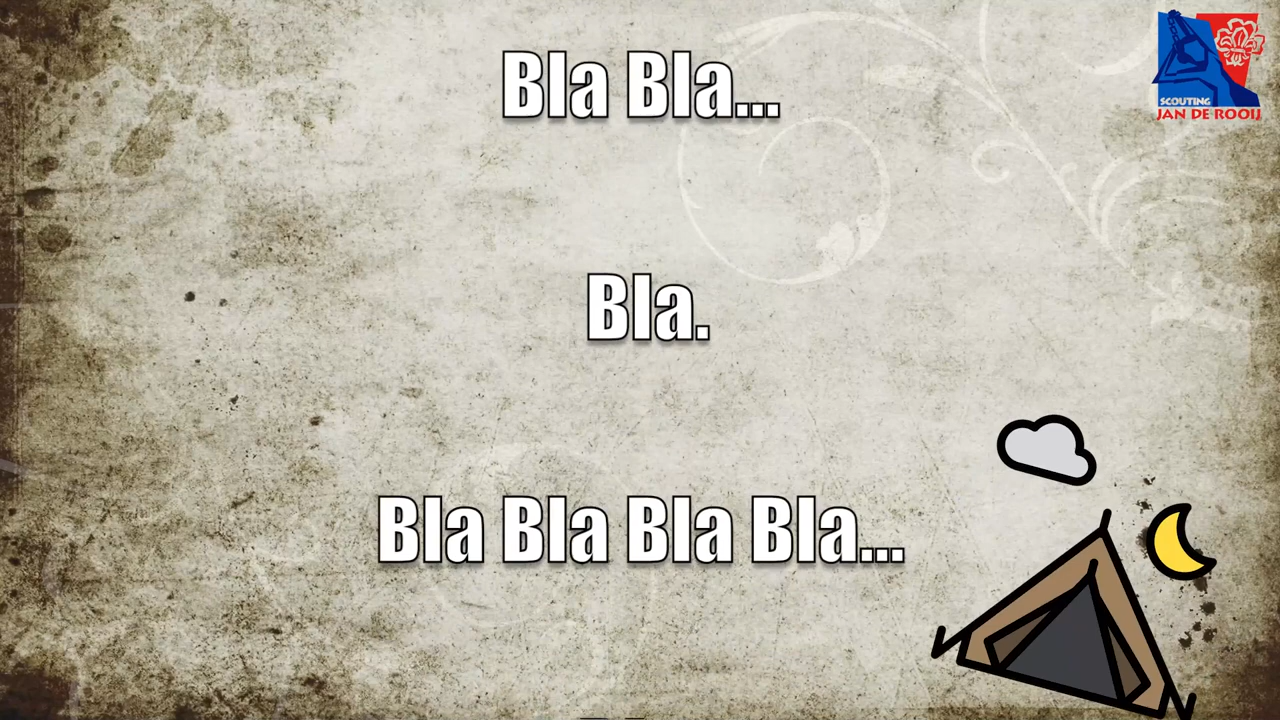 SCOUTING
JAN DE ROOIJ
Bla Bla...
Bla.
Bla Bla Bla Bla...